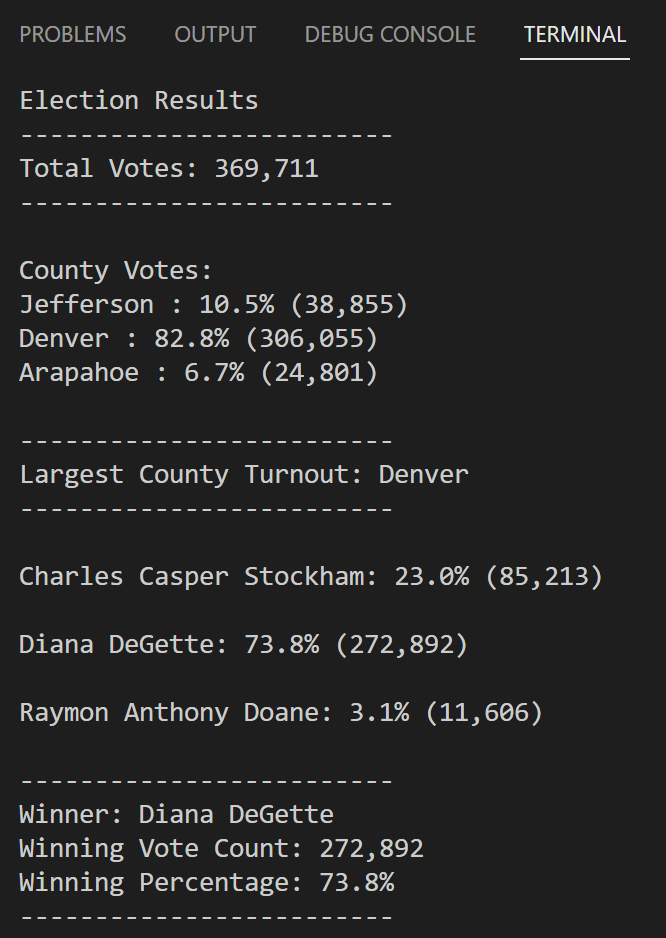 PROBLEMS OUTPUT DEBUG CONSOLE TERMINAL
Election Results
-------------------------
Total Votes: 369,711
-------------------------
County Votes:
Jefferson : 10.5% (38,855)
Denver : 82.8% (306,055)
Arapahoe : 6.7% (24,801)
-------------------------
Largest County Turnout: Denver
-------------------------
Charles Casper Stockham: 23.0% (85,213)
Diana DeGette: 73.8% (272,892)
Raymon Anthony Doane: 3.1% (11,606)
-------------------------
Winner: Diana DeGette
Winning Vote Count: 272,892
Winning Percentage: 73.8%
-------------------------